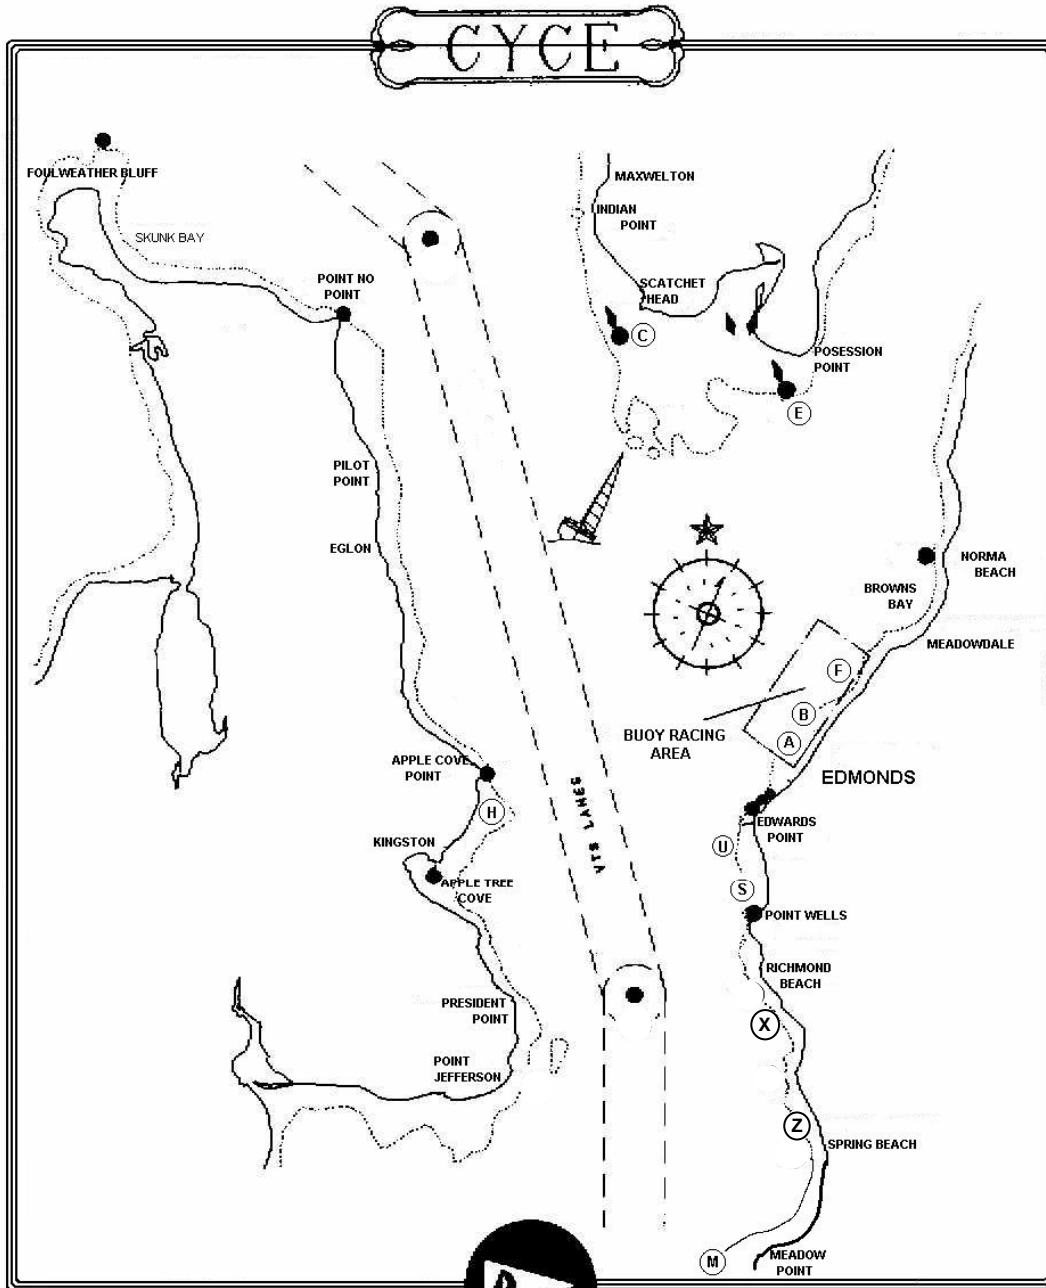 CYCE
FOULWEATHER BLUFF
SKUNK BAY
POINT NO
POINT
MAXWELTON
INDIAN
POINT
SCATCHET
HEAD
C
POSESSION
POINT
E
PILOT
POINT
EGLON
NORMA
BEACH
BROWNS
BAY
MEADOWDALE
F
B
A
BUOY RACING
AREA
EDMONDS
APPLE COVE
POINT
H
VTS LANES
KINGSTON
APPLE TREE
COVE
EDWARDS
POINT
U
S
POINT WELLS
RICHMOND
BEACH
X
PRESIDENT
POINT
POINT
JEFFERSON
Z
SPRING BEACH
M
MEADOW
POINT